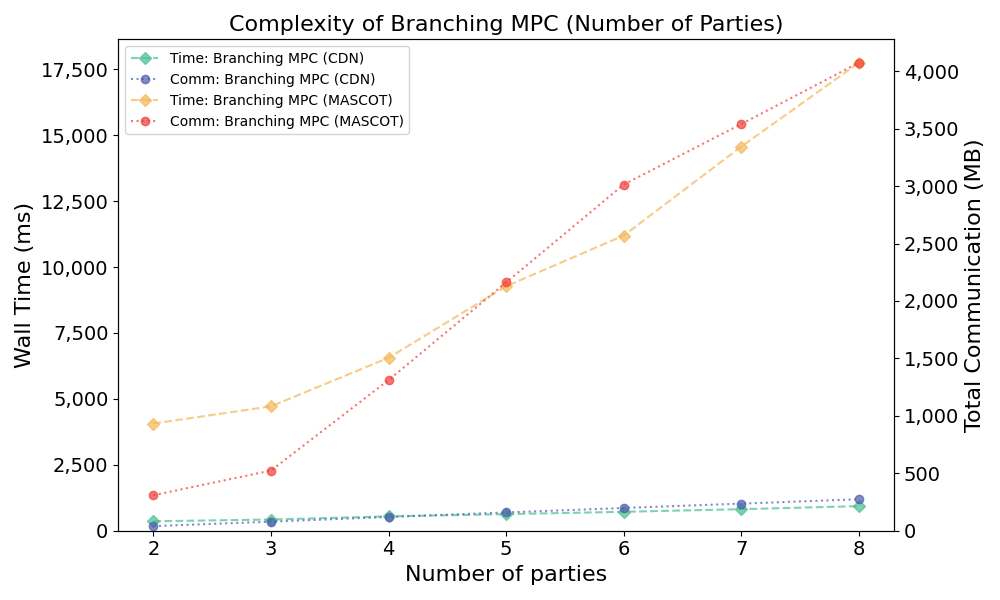 Complexity of Branching MPC (Number of Parties)
Time: Branching MPC (CDN)
Comm: Branching MPC (CDN)
Time: Branching MPC (MASCOT)
Comm: Branching MPC (MASCOT)
Wall Time (ms)
17,500
15,000
12,500
10,000
7,500
5,000
2,500
0
4,000
3,500
3,000
2,500
2,000
1,500
1,000
500
0
Total Communication (MB)
2 3 4 5 6 7 8
Number of parties